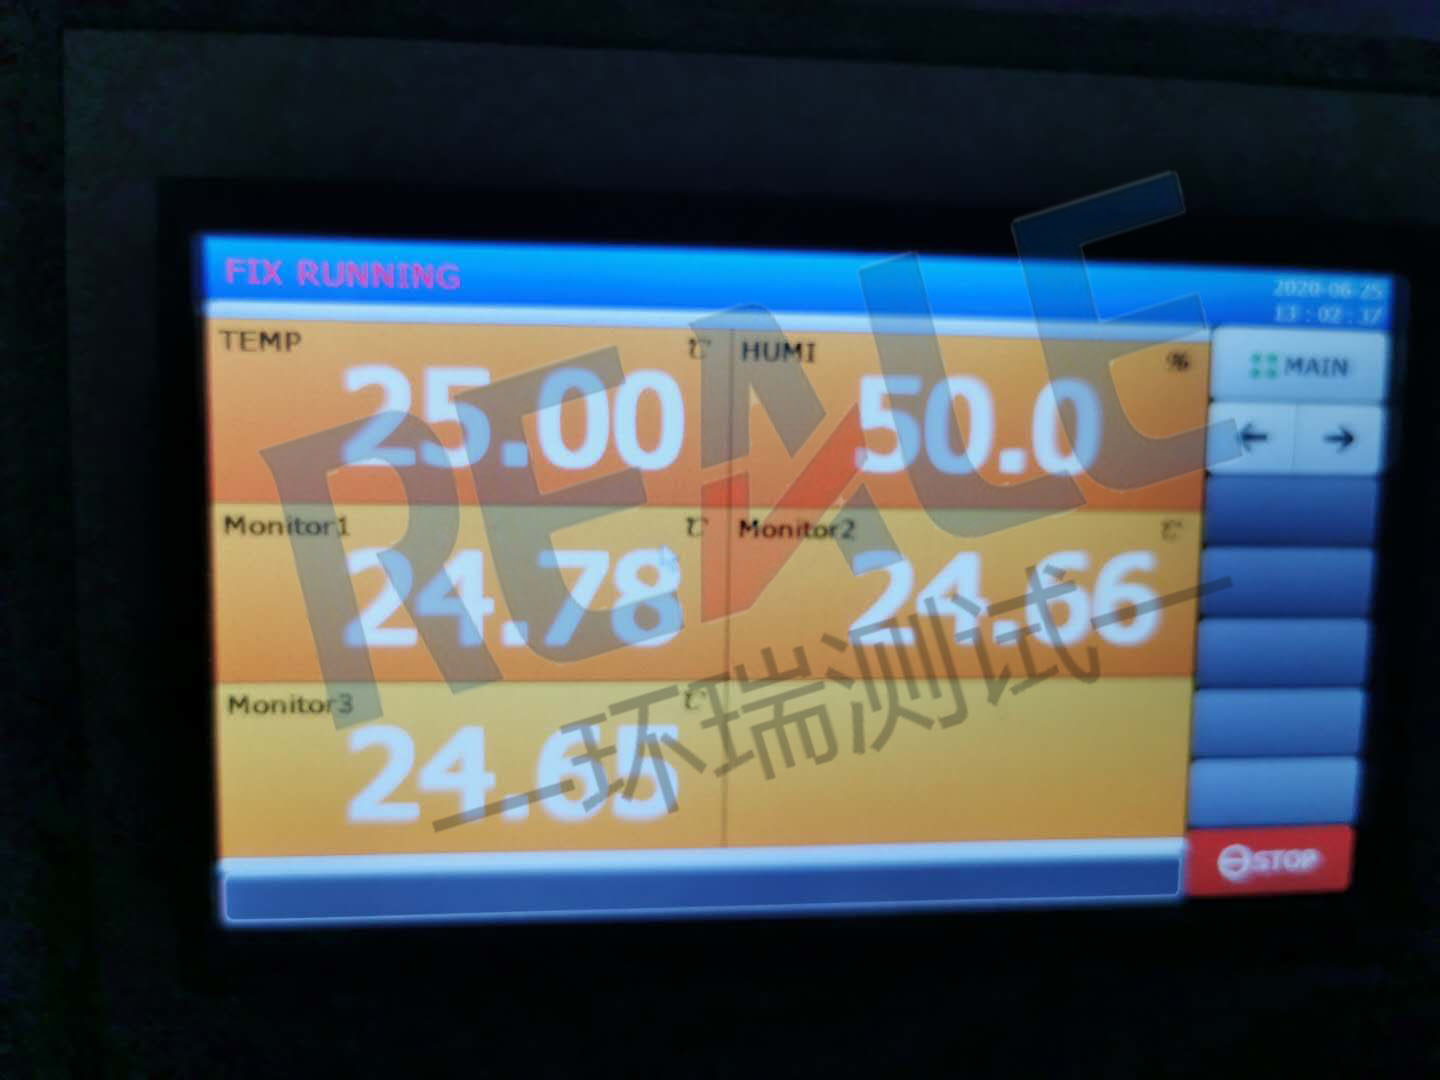 FIX RUNNING
2020-06-25
13:02:37
TEMP ℃
25.00
HUMI %
50.0
MAIN
← →
Monitor1 ℃
24.78
Monitor2 ℃
24.66
Monitor3 ℃
24.65
STOP
REALE
—环瑞测试—